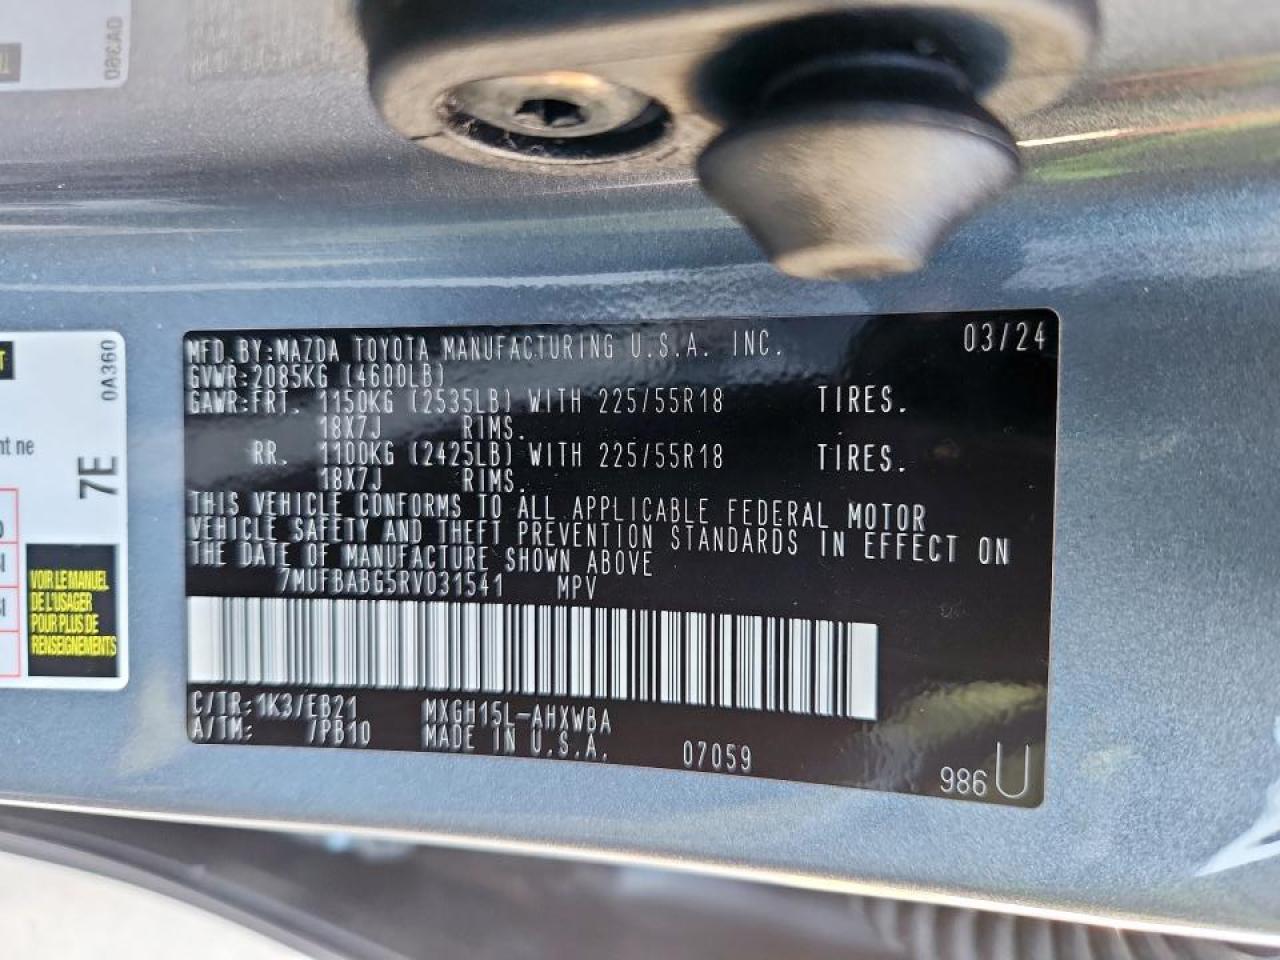 MFD.BY:MAZDA TOYOTA MANUFACTURING U.S.A. INC. 03/24
GVWR:2085KG (4600LB)
GAWR:FRT. 1150KG (2535LB) WITH 225/55R18 TIRES.
18X7J RIMS.
RR. 1100KG (2425LB) WITH 225/55R18 TIRES.
18X7J RIMS.
THIS VEHICLE CONFORMS TO ALL APPLICABLE FEDERAL MOTOR
VEHICLE SAFETY AND THEFT PREVENTION STANDARDS IN EFFECT ON
THE DATE OF MANUFACTURE SHOWN ABOVE
7MUFBABG5RV031541 MPV
C/TR:1K3/EB21 MXGH15L-AHXWBA
A/TM: 7PB10 MADE IN U.S.A. 07059
986 U
0A360
7E
nt ne
VOIR LE MANUEL
DE L'USAGER
POUR PLUS DE
RENSEIGNEMENTS